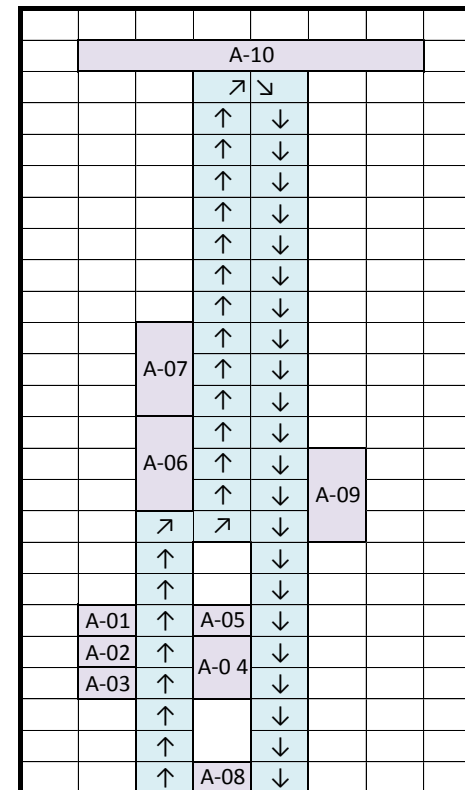 A-10
↗ ↘
↑ ↓
↑ ↓
↑ ↓
↑ ↓
↑ ↓
↑ ↓
↑ ↓
↑ ↓
A-07 ↑ ↓
↑ ↓
↑ ↓
A-06 ↑ ↓
↑ ↓ A-09
↗ ↗ ↓
↑ ↓
↑ ↓
A-01 ↑ A-05 ↓
A-02 ↑ A-0 4 ↓
A-03 ↑ ↓
↑ ↓
↑ ↓
↑ A-08 ↓